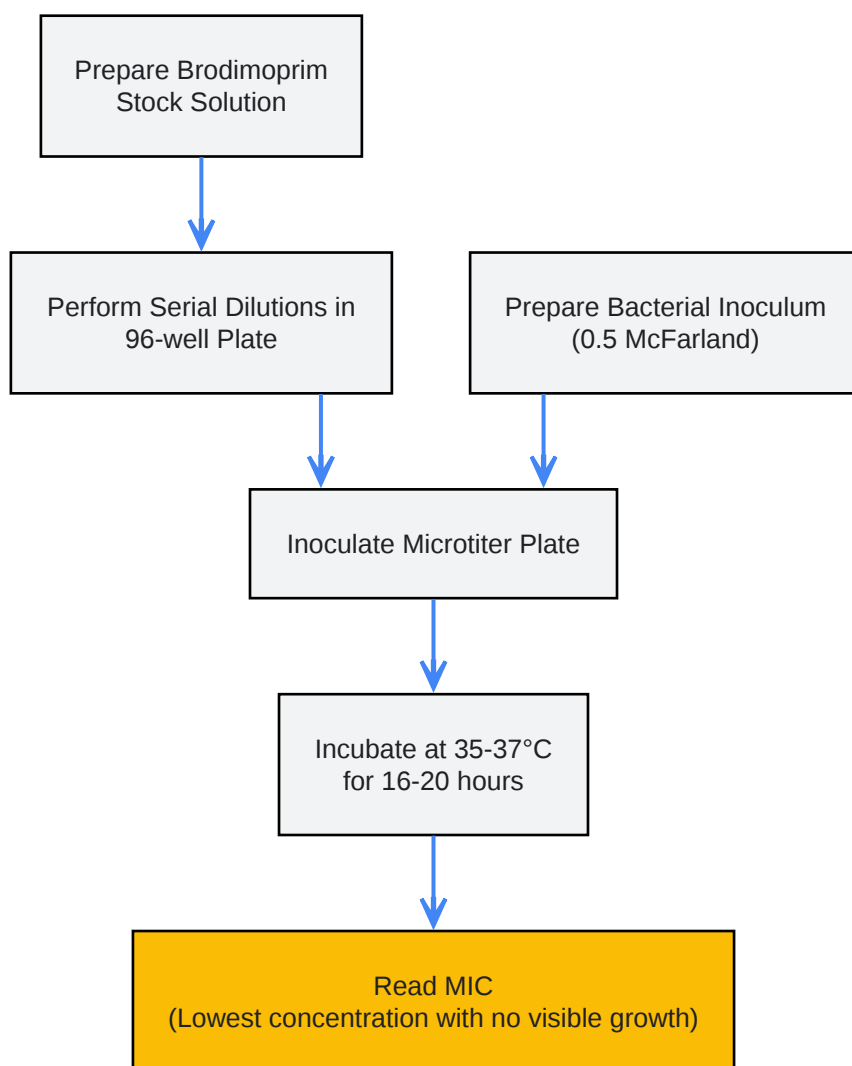 Prepare Brodimoprim
Stock Solution
Perform Serial Dilutions in
96-well Plate
Prepare Bacterial Inoculum
(0.5 McFarland)
Inoculate Microtiter Plate
Incubate at 35-37°C
for 16-20 hours
Read MIC
(Lowest concentration with no visible growth)